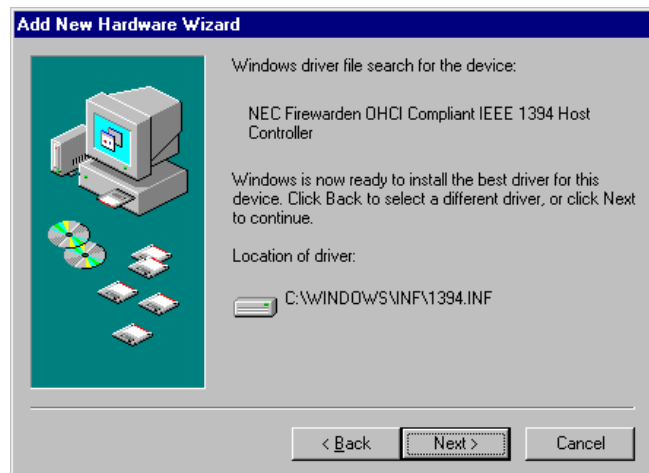 Add New Hardware Wizard
Windows driver file search for the device:
NEC Firewarden OHCI Compliant IEEE 1394 Host
Controller
Windows is now ready to install the best driver for this
device. Click Back to select a different driver, or click Next
to continue.
Location of driver:
C:\WINDOWS\INF\1394.INF
< Back
Next >
Cancel